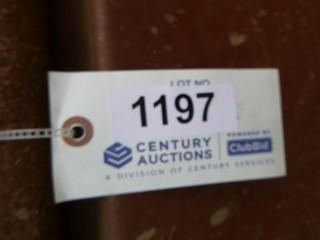 LOT NO
1197
CENTURY
AUCTIONS
POWERED BY
ClubBid
A DIVISION OF CENTURY SERVICES